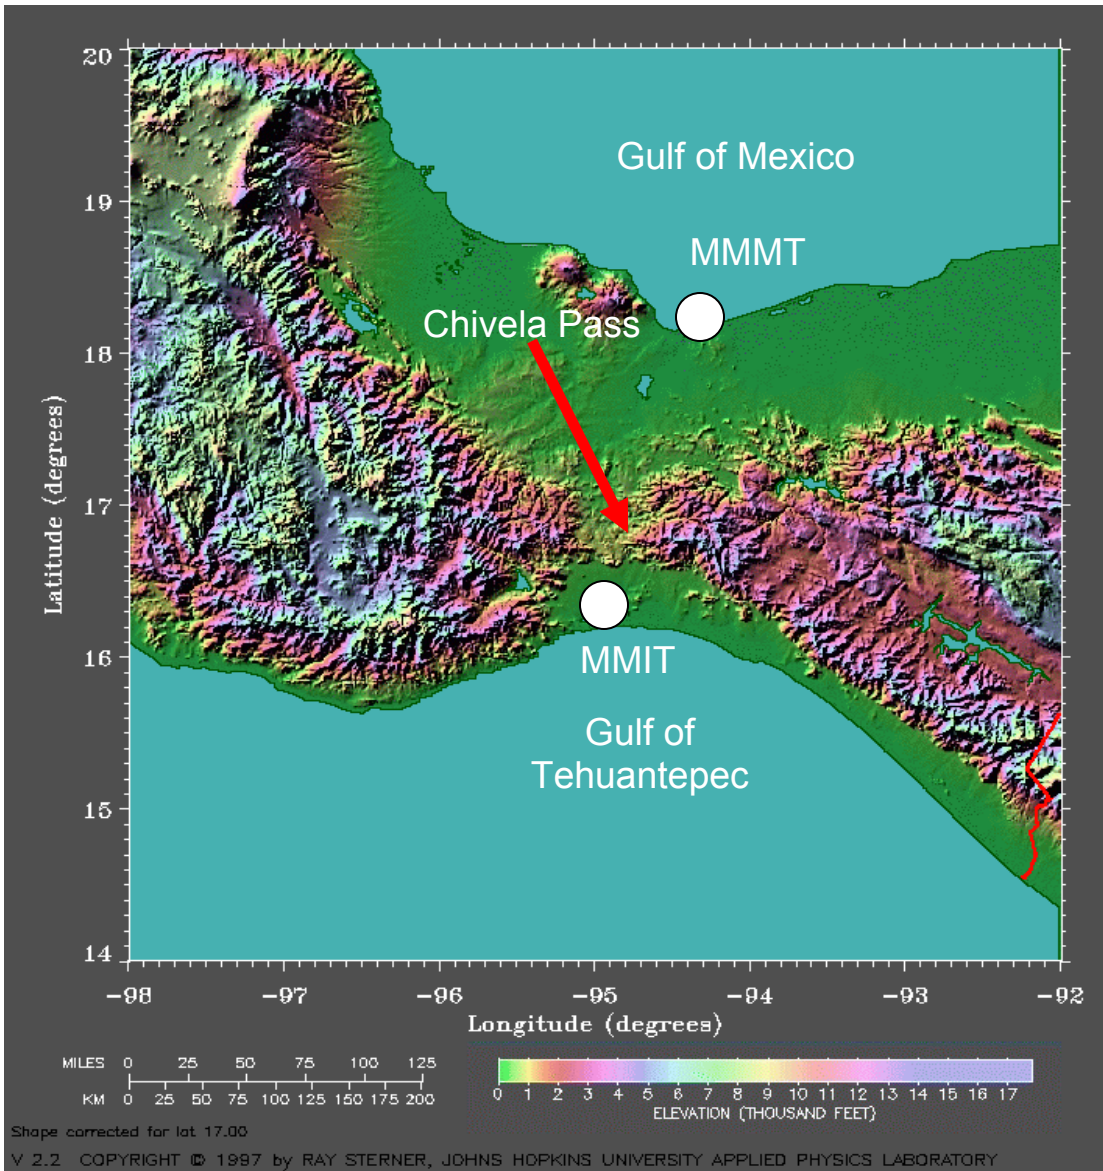 20
19
18
17
16
15
14
Latitude (degrees)
Gulf of Mexico
MMMT
Chivela Pass
MMIT
Gulf of
Tehuantepec
-98 -97 -96 -95 -94 -93 -92
Longitude (degrees)
MILES 0 25 50 75 100 125
KM 0 25 50 75 100 125 150 175 200
0 1 2 3 4 5 6 7 8 9 10 11 12 13 14 15 16 17
ELEVATION (THOUSAND FEET)
Shape corrected for lat 17.00
V 2.2 COPYRIGHT © 1997 by RAY STERNER, JOHNS HOPKINS UNIVERSITY APPLIED PHYSICS LABORATORY